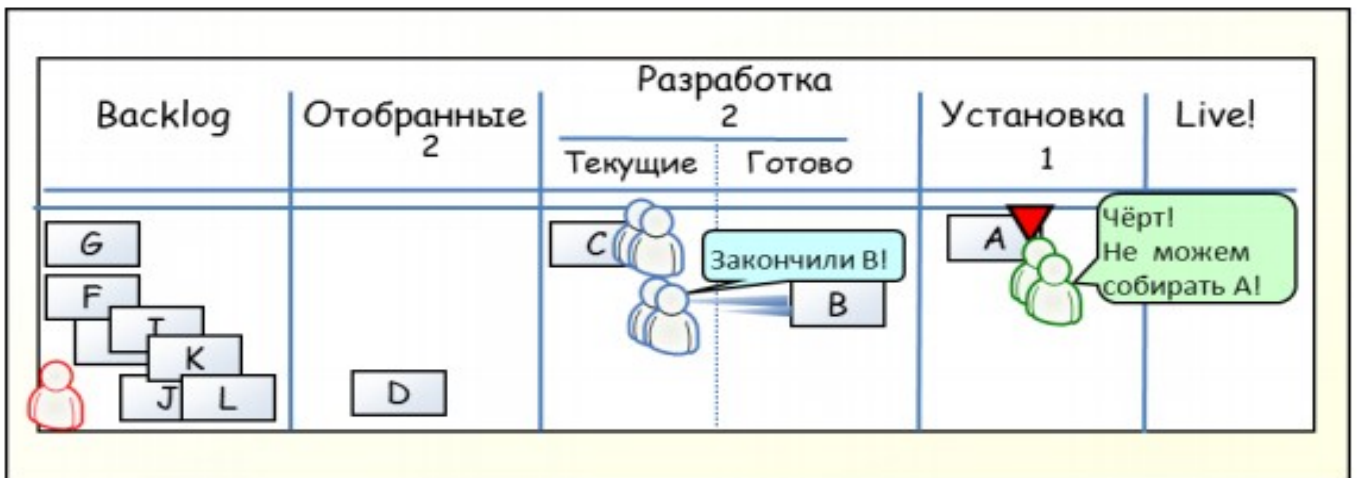 Backlog
Отобранные
2
Разработка
2
Текущие
Готово
Установка
1
Live!
G
F
K
J
L
D
C
Закончили B!
B
A
Чёрт!
Не можем
собирать А!